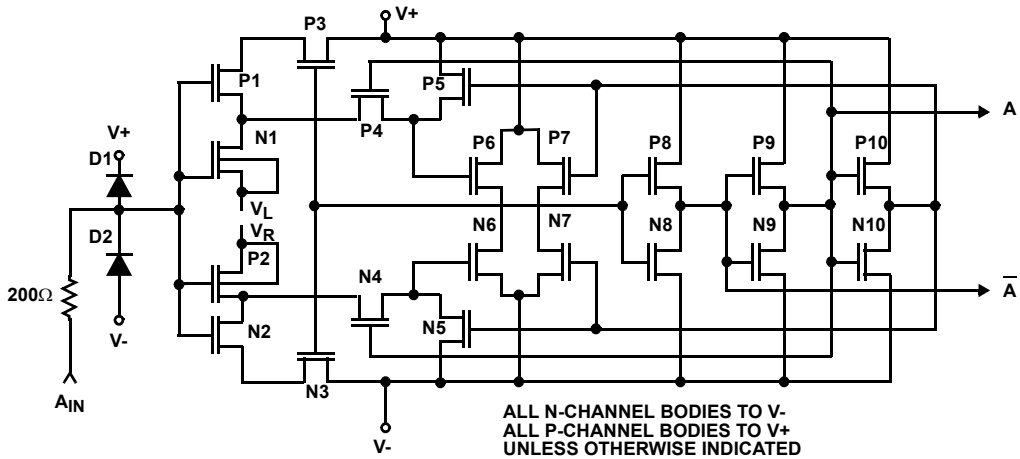 P3
V+
P1
P5
A
P4
N1
V+
D1
P6
P7
P8
P9
P10
VL
VR
N6
N7
N8
N9
N10
D2
P2
N4
A̅
200Ω
N2
N5
V-
N3
AIN
V-
ALL N-CHANNEL BODIES TO V-
ALL P-CHANNEL BODIES TO V+
UNLESS OTHERWISE INDICATED